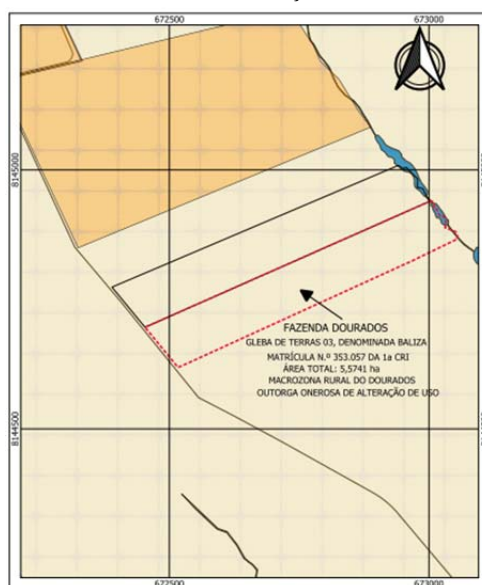 672500 673000
8145000
FAZENDA DOURADOS
GLEBA DE TERRAS 03, DENOMINADA BALIZA
MATRÍCULA N.º 353.057 DA 1a CRI
ÁREA TOTAL: 5,5741 ha
MACROZONA RURAL DO DOURADOS
OUTORGA ONEROSA DE ALTERAÇÃO DE USO
8144500
672500 673000